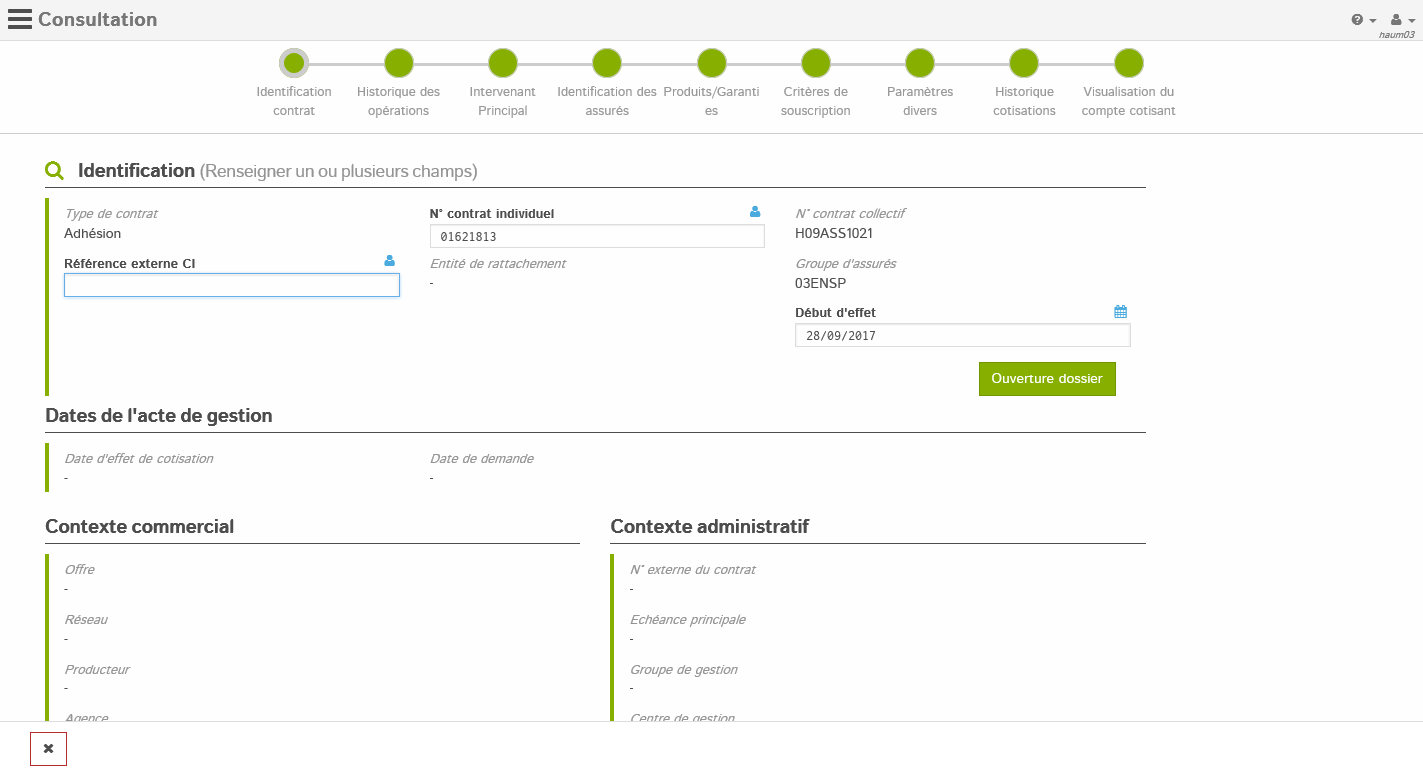 Consultation
haum03
Identification contrat
Historique des opérations
Intervenant Principal
Identification des assurés
Produits/Garanti es
Critères de souscription
Paramètres divers
Historique cotisations
Visualisation du compte cotisant
Identification (Renseigner un ou plusieurs champs)
Type de contrat
Adhésion
N° contrat individuel
01621813
N° contrat collectif
H09ASS1021
Référence externe CI
Entité de rattachement
-
Groupe d'assurés
03ENSP
Début d'effet
28/09/2017
Ouverture dossier
Dates de l'acte de gestion
Date d'effet de cotisation
-
Date de demande
-
Contexte commercial
Offre
-
Réseau
-
Producteur
-
Agence
Contexte administratif
N° externe du contrat
-
Echéance principale
-
Groupe de gestion
-
Centre de gestion